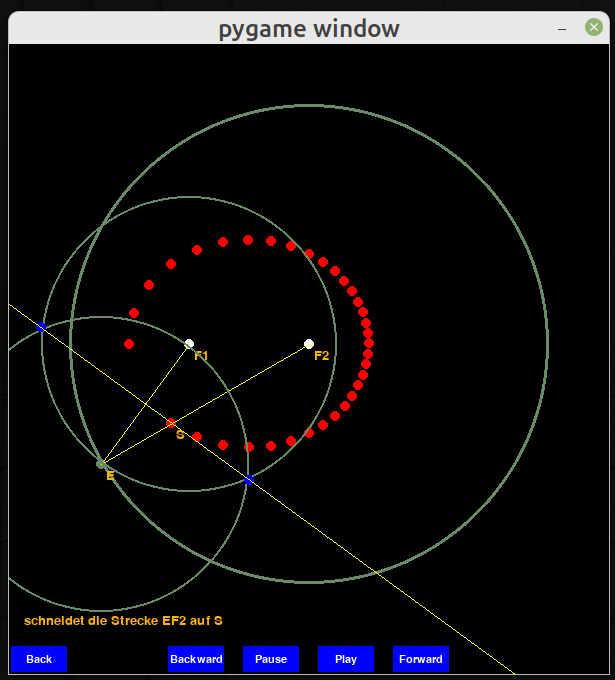 pygame window
F1
F2
S
E
schneidet die Strecke EF2 auf S
Back
Backward
Pause
Play
Forward